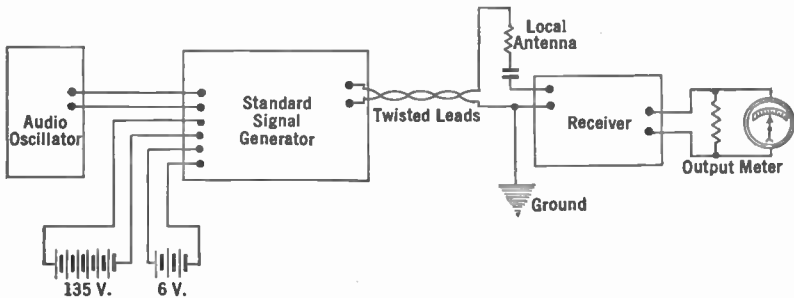 Audio
Oscillator
Standard
Signal
Generator
Twisted Leads
Local
Antenna
Receiver
Output Meter
Ground
135 V.
6 V.